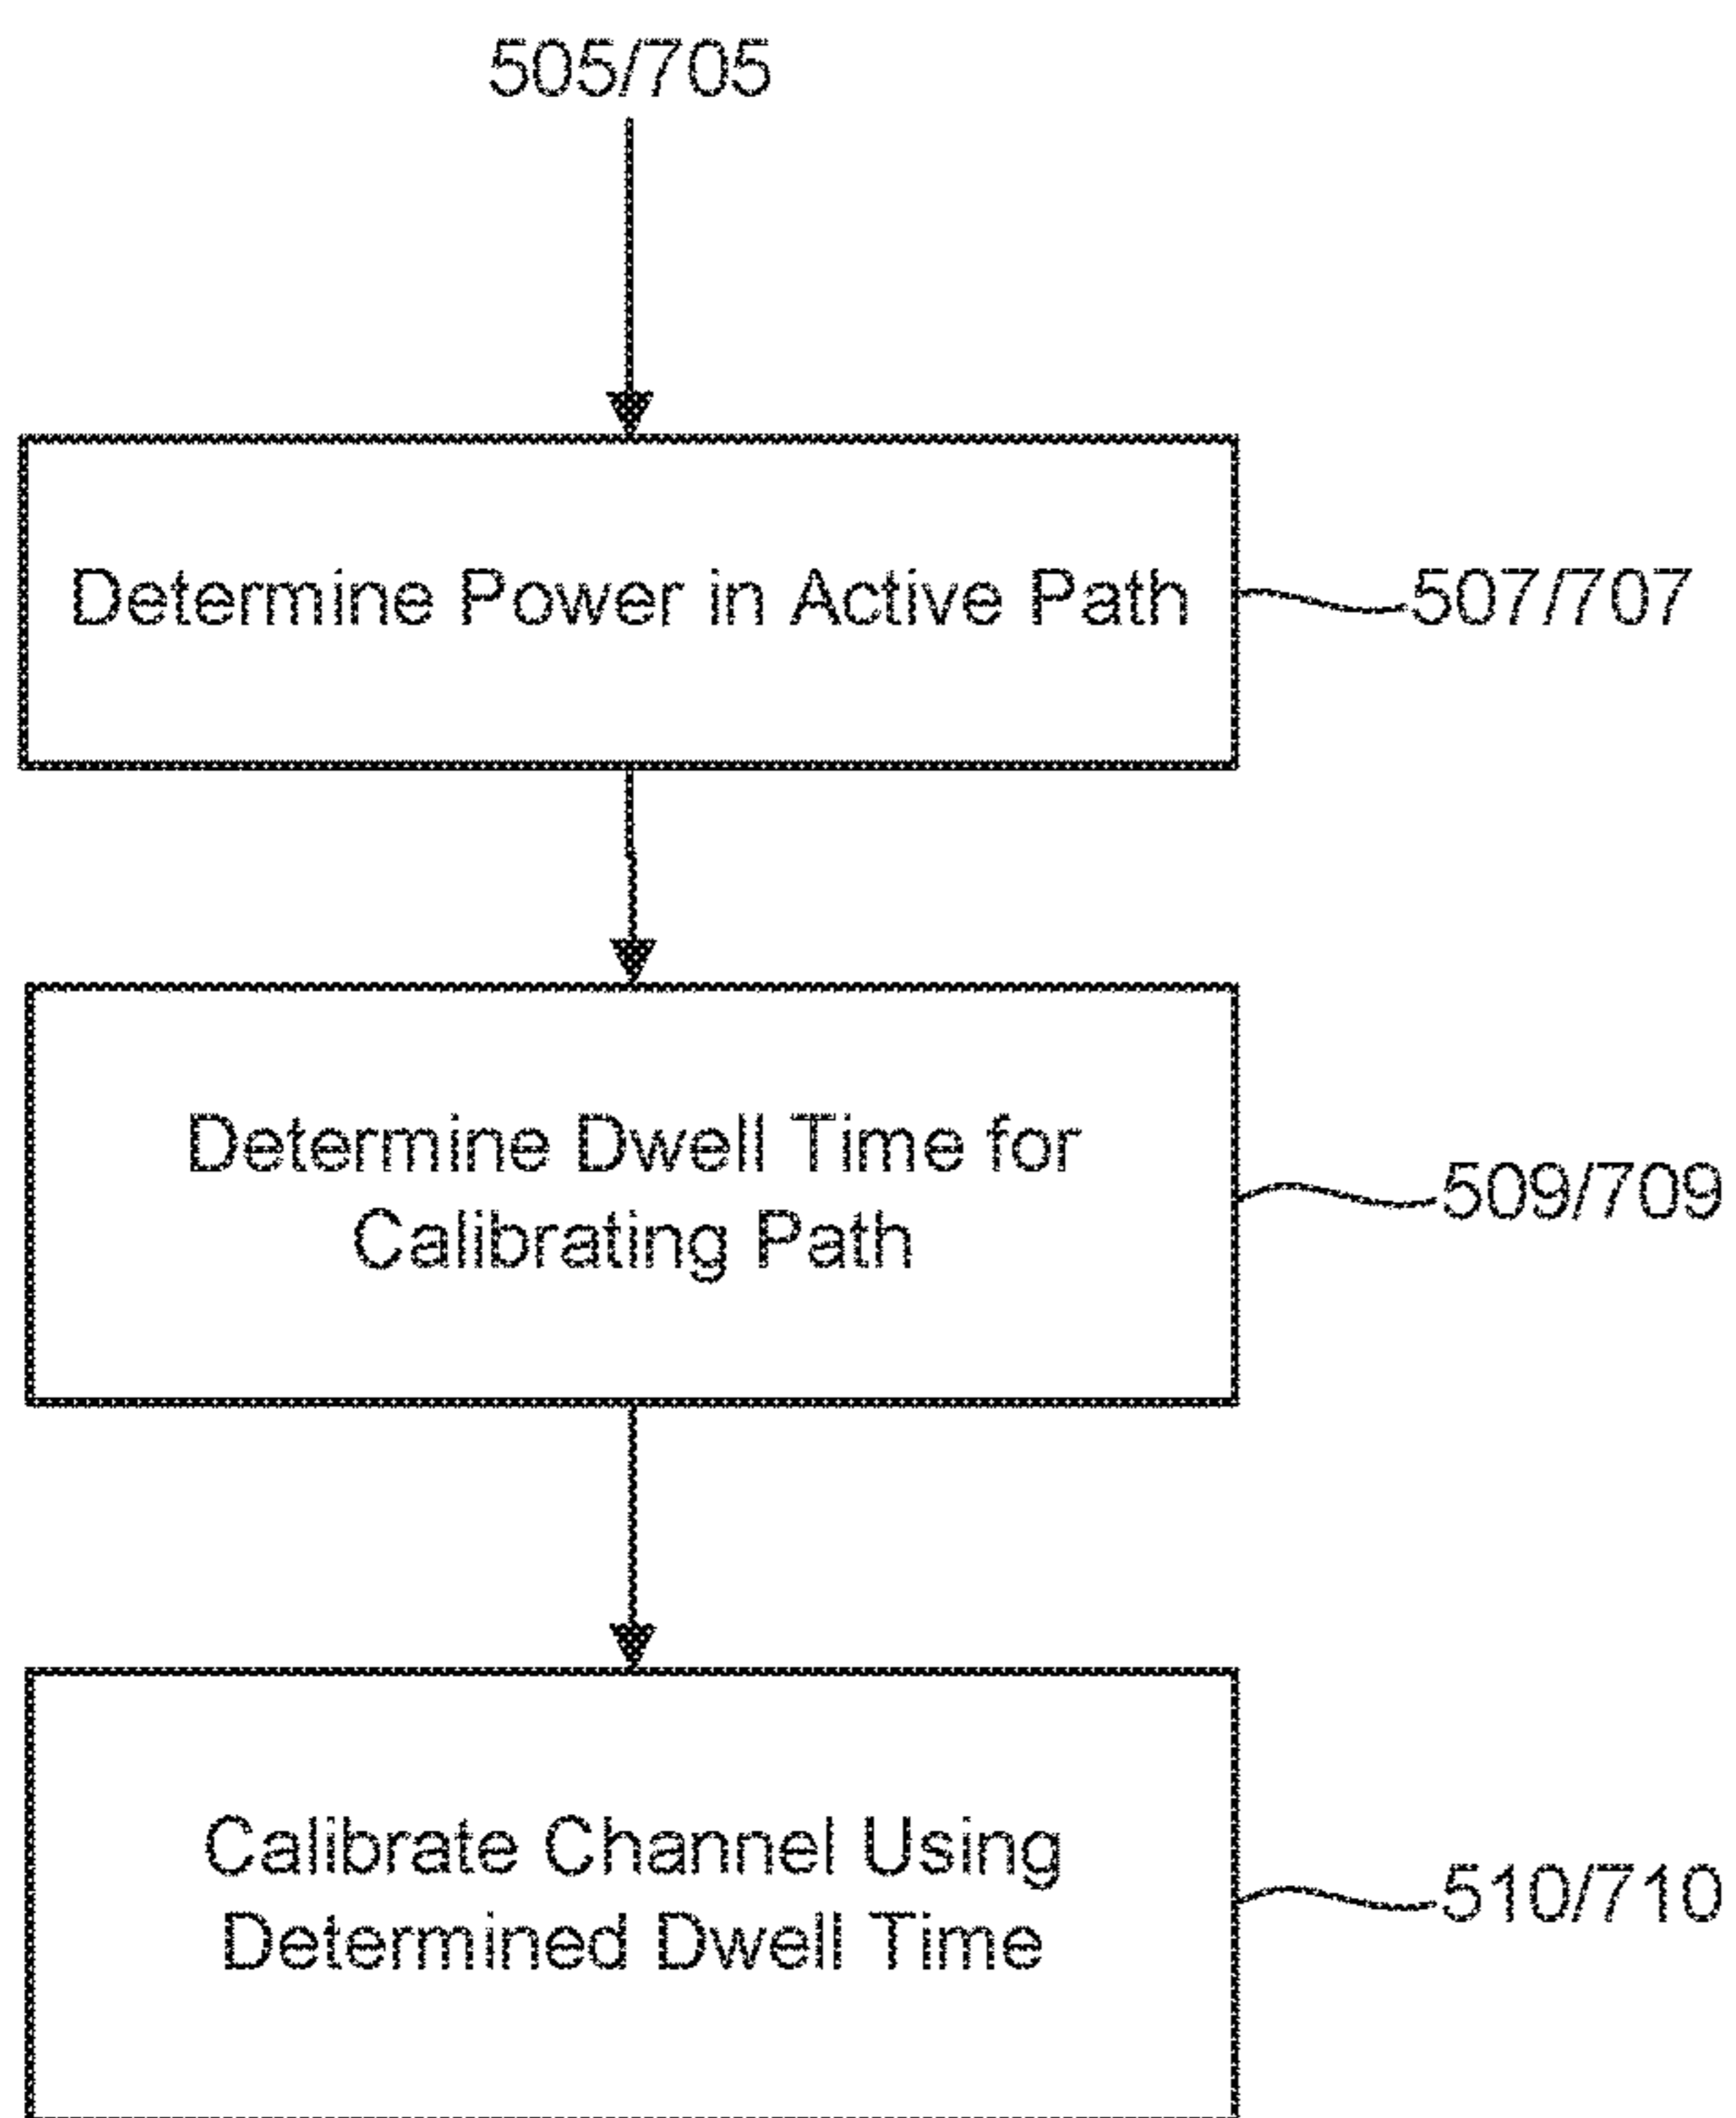 505/705
Determine Power in Active Path
507/707
Determine Dwell Time for
Calibrating Path
509/709
Calibrate Channel Using
Determined Dwell Time
510/710